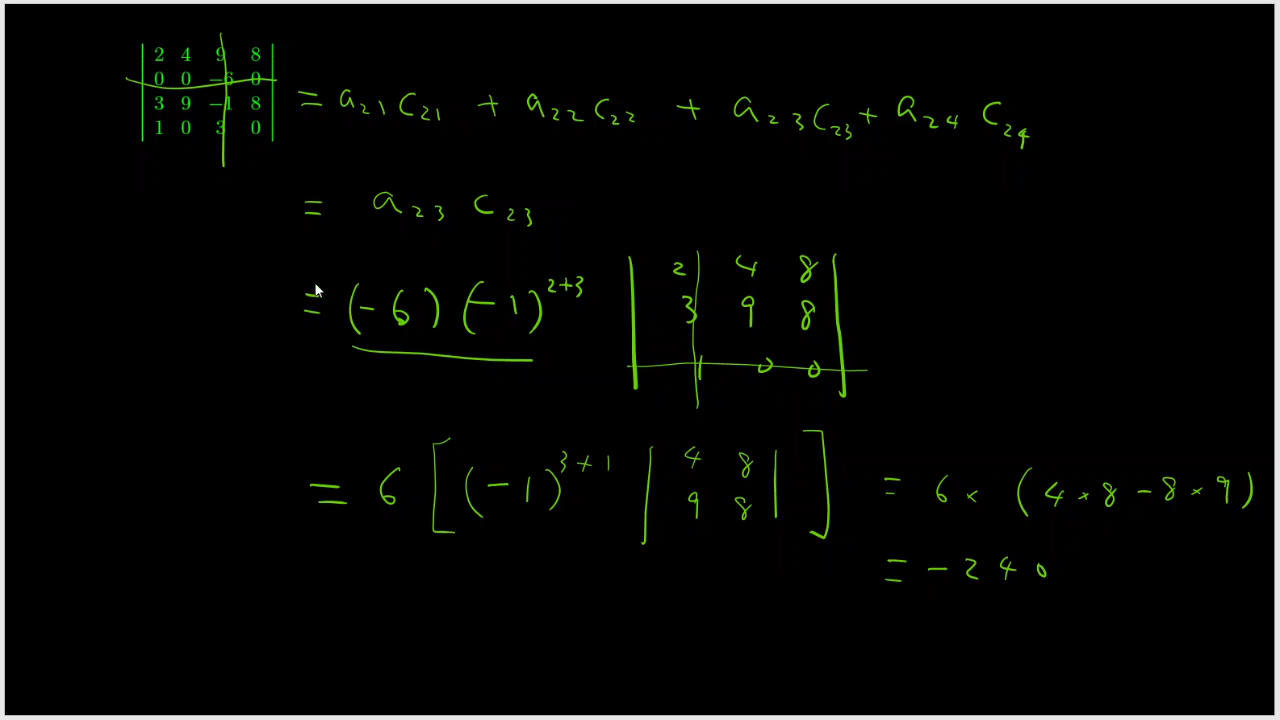 2 4 9 8
0 0 -6 0
3 9 -1 8
1 0 3 0
= a21 C21 + a22 C22 + a23 C23 + a24 C24
= a23 C23
= (-6) (-1)^2+3
2 4 8
3 9 8
1 0 0
= 6 [ (-1)^3+1 | 4 8 | ] = 6 × (4 × 8 - 8 × 9)
9 8
= -240